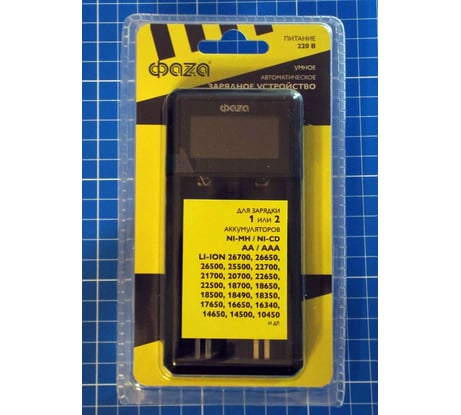 ПИТАНИЕ
220 В
фаzа
УМНОЕ
АВТОМАТИЧЕСКОЕ
ЗАРЯДНОЕ УСТРОЙСТВО
фаzа
ДЛЯ ЗАРЯДКИ
1 ИЛИ 2
АККУМУЛЯТОРОВ
NI-MH / NI-CD
AA / AAA
LI-ION 26700, 26650,
26500, 25500, 22700,
21700, 20700, 22650,
22500, 18700, 18650,
18500, 18490, 18350,
17650, 16650, 16340,
14650, 14500, 10450
И ДР.